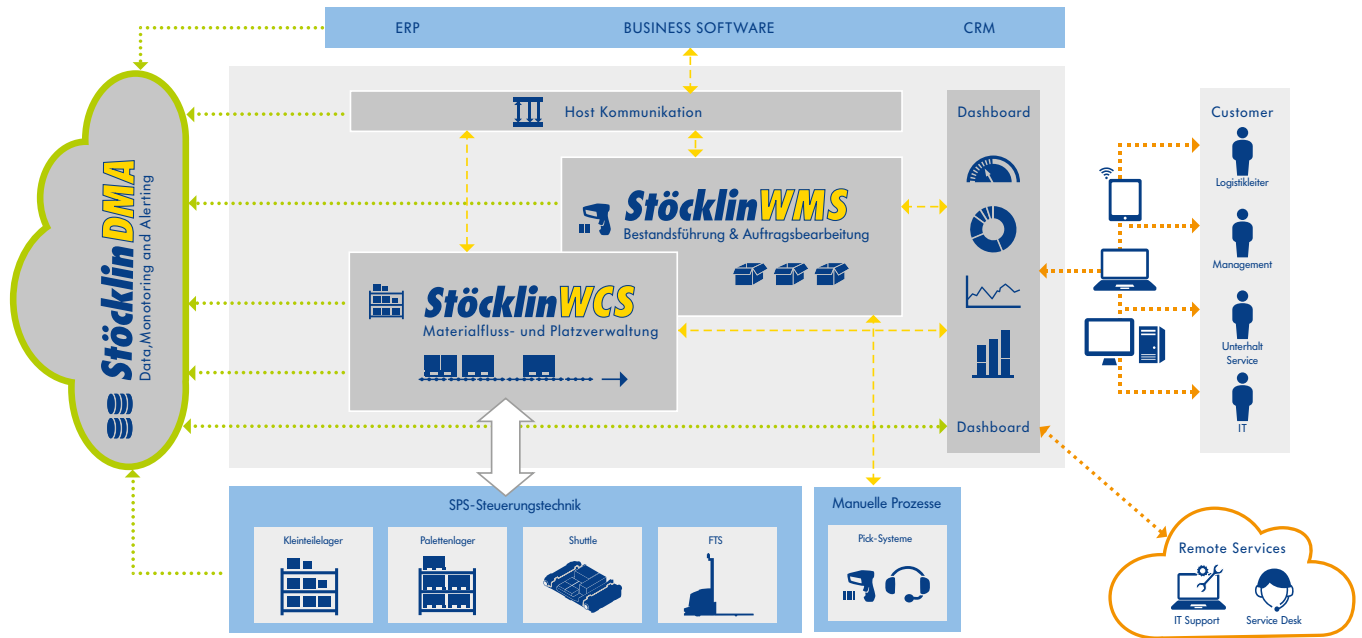 ERP
BUSINESS SOFTWARE
CRM
Host Kommunikation
Dashboard
Customer
Logistikleiter
Management
Unterhalt
Service
IT
StöcklinDMA
Data,Monotoring and Alerting
StöcklinWMS
Bestandsführung & Auftragsbearbeitung
StöcklinWCS
Materialfluss- und Platzverwaltung
Dashboard
SPS-Steuerungstechnik
Kleinteilelager
Palettenlager
Shuttle
FTS
Manuelle Prozesse
Pick-Systeme
Remote Services
IT Support
Service Desk